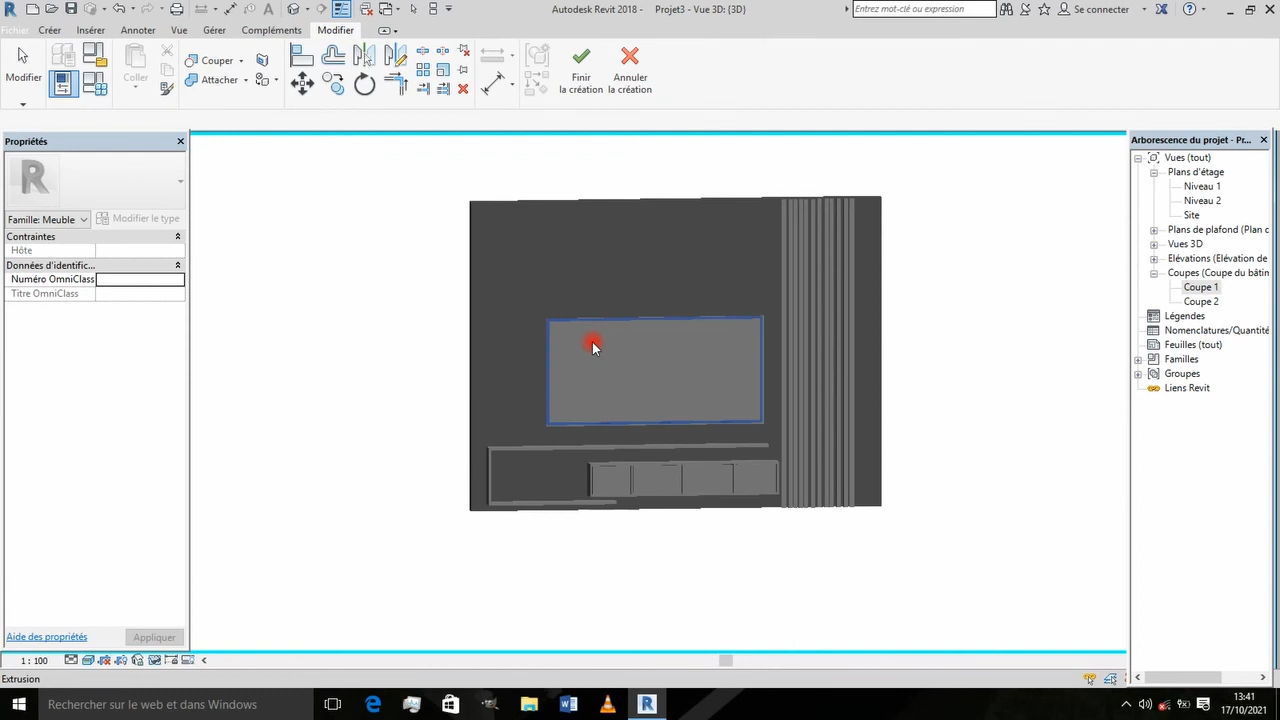 Autodesk Revit 2018 - Projet3 - Vue 3D: {3D}
Entrez mot-clé ou expression
Se connecter
Fichier Créer Insérer Annoter Vue Gérer Compléments Modifier
Modifier
Coller
Couper
Attacher
Finir
la création
Annuler
la création
Propriétés
R
Famille: Meuble
Modifier le type
Contraintes
Hôte
Données d'identific...
Numéro OmniClass
Titre OmniClass
Aide des propriétés
Appliquer
Arborescence du projet - Pr...
Vues (tout)
Plans d'étage
Niveau 1
Niveau 2
Site
Plans de plafond (Plan c
Vues 3D
Elévations (Elévation de
Coupes (Coupe du bâtin
Coupe 1
Coupe 2
Légendes
Nomenclatures/Quantité
Feuilles (tout)
Familles
Groupes
Liens Revit
1 : 100
Extrusion
Rechercher sur le web et dans Windows
13:41
17/10/2021